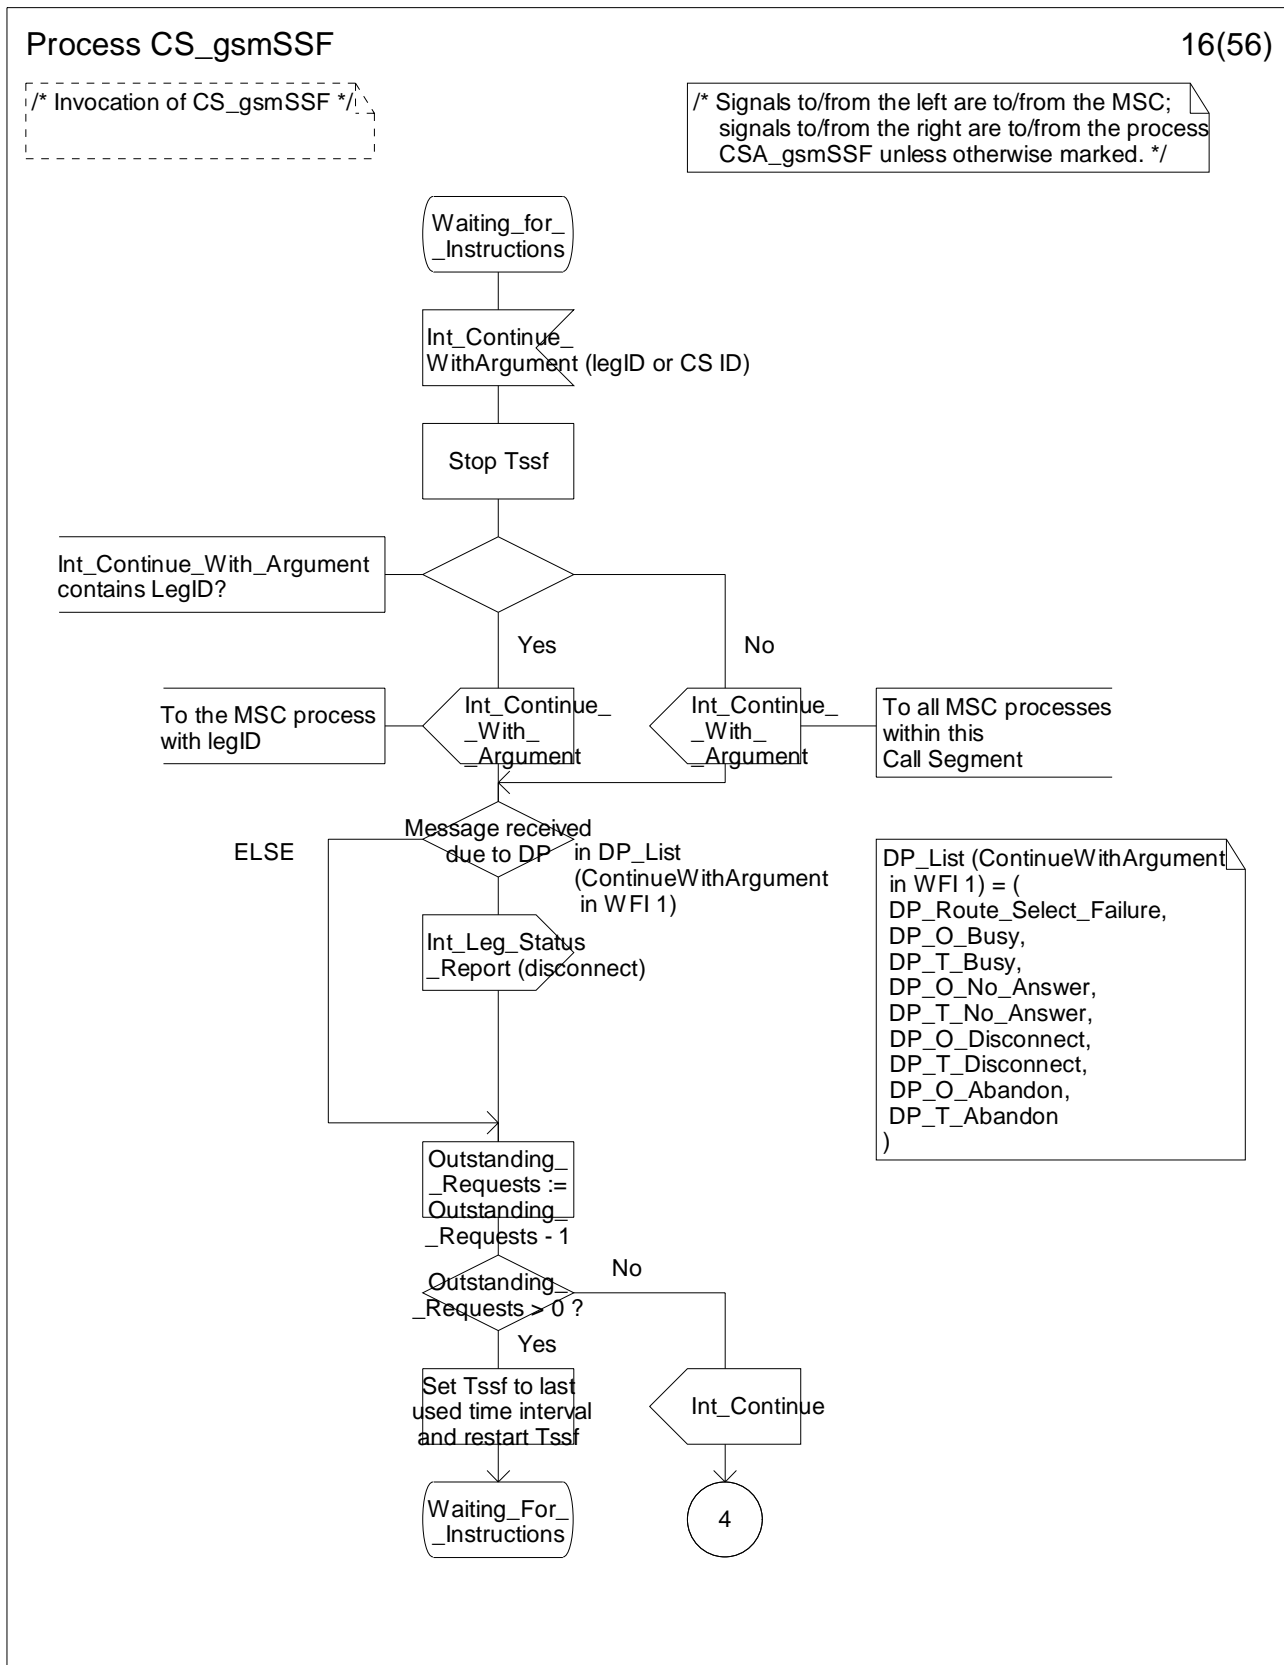 Process CS_gsmSSF
16(56)
/* Invocation of CS_gsmSSF */
/* Signals to/from the left are to/from the MSC;
signals to/from the right are to/from the process
CSA_gsmSSF unless otherwise marked. */
Waiting_for_
_Instructions
Int_Continue_
WithArgument (legID or CS ID)
Stop Tssf
Int_Continue_With_Argument
contains LegID?
Yes
No
To the MSC process
with legID
Int_Continue_
_With_
_Argument
Int_Continue_
_With_
_Argument
To all MSC processes
within this
Call Segment
Message received
due to DP
in DP_List
(ContinueWithArgument
in WFI 1)
ELSE
DP_List (ContinueWithArgument
in WFI 1) = (
DP_Route_Select_Failure,
DP_O_Busy,
DP_T_Busy,
DP_O_No_Answer,
DP_T_No_Answer,
DP_O_Disconnect,
DP_T_Disconnect,
DP_O_Abandon,
DP_T_Abandon
)
Int_Leg_Status
_Report (disconnect)
Outstanding_
_Requests :=
Outstanding_
_Requests - 1
Outstanding_
_Requests > 0 ?
No
Yes
Set Tssf to last
used time interval
and restart Tssf
Int_Continue
Waiting_For_
_Instructions
4